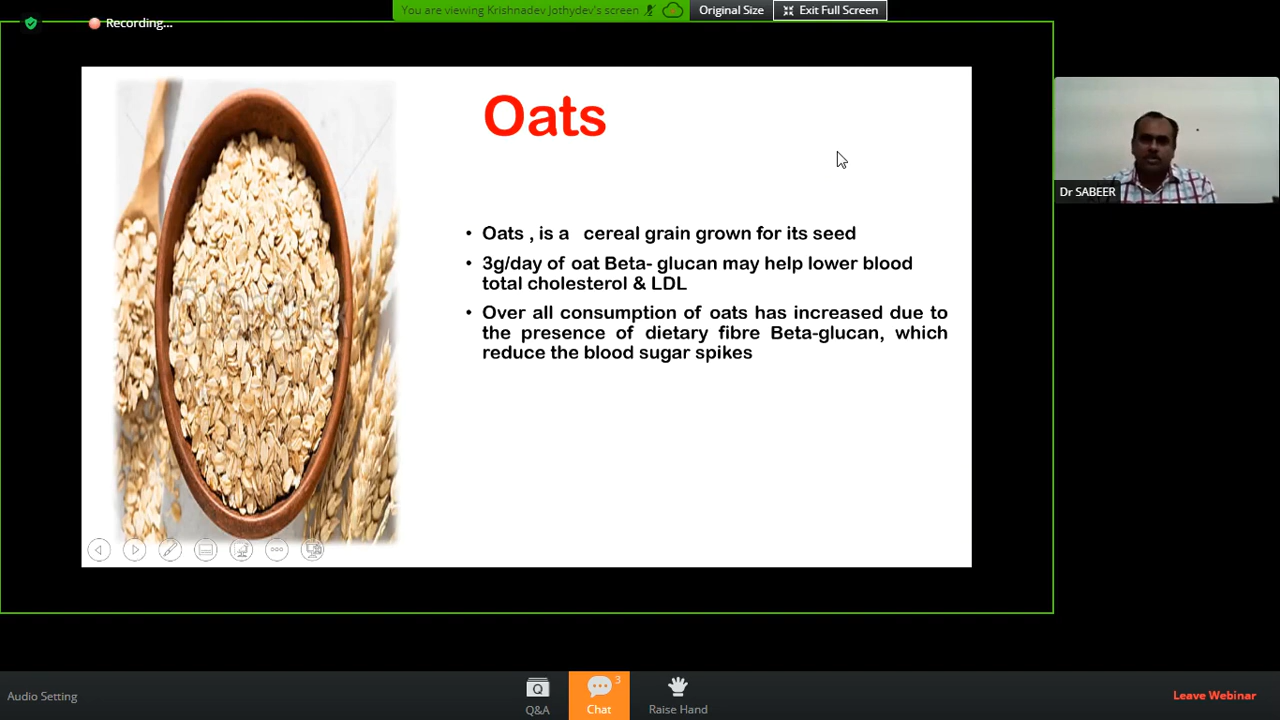 You are viewing Krishnadev Jothydev's screen
Original Size
Exit Full Screen
Recording...
Oats
• Oats , is a cereal grain grown for its seed
• 3g/day of oat Beta- glucan may help lower blood
total cholesterol & LDL
• Over all consumption of oats has increased due to
the presence of dietary fibre Beta-glucan, which
reduce the blood sugar spikes
Dr SABEER
Audio Setting
Q
Q&A
3
Chat
Raise Hand
Leave Webinar